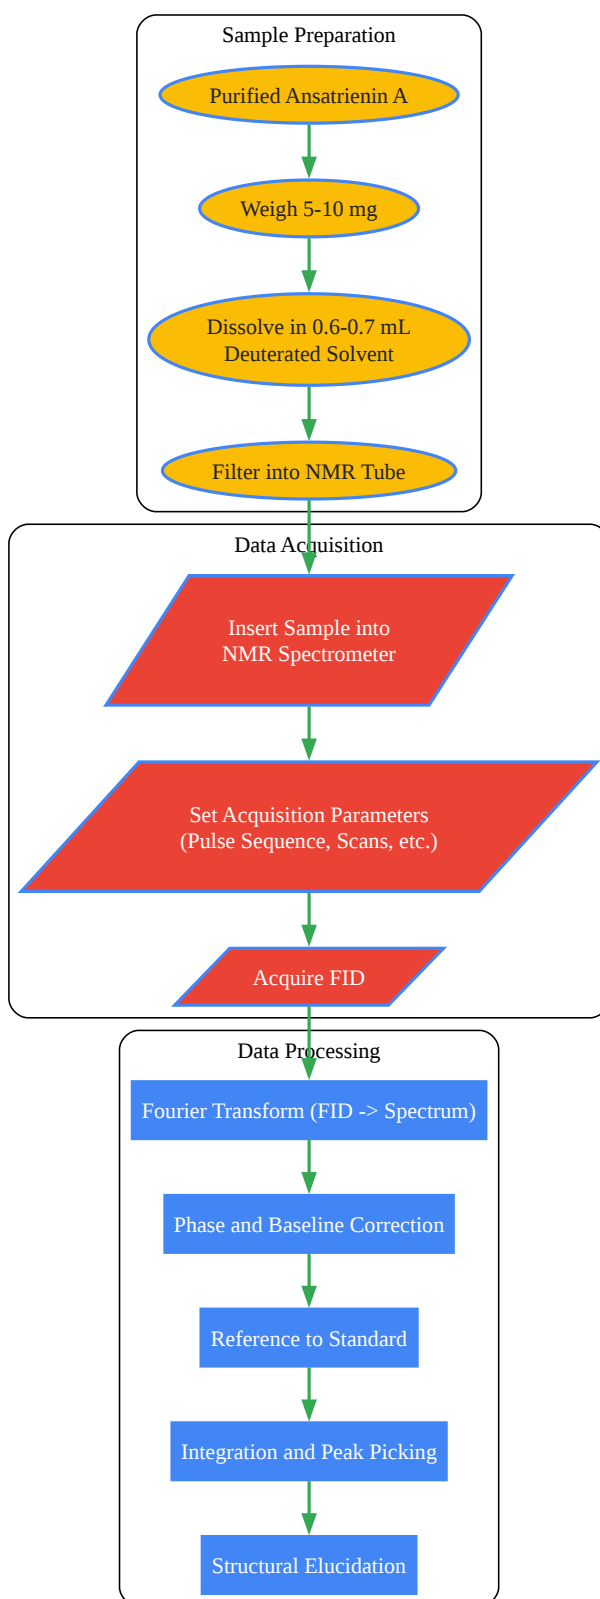 Sample Preparation
Purified Ansatrienin A
Weigh 5-10 mg
Dissolve in 0.6-0.7 mL
Deuterated Solvent
Filter into NMR Tube
Data Acquisition
Insert Sample into
NMR Spectrometer
Set Acquisition Parameters
(Pulse Sequence, Scans, etc.)
Acquire FID
Data Processing
Fourier Transform (FID -> Spectrum)
Phase and Baseline Correction
Reference to Standard
Integration and Peak Picking
Structural Elucidation